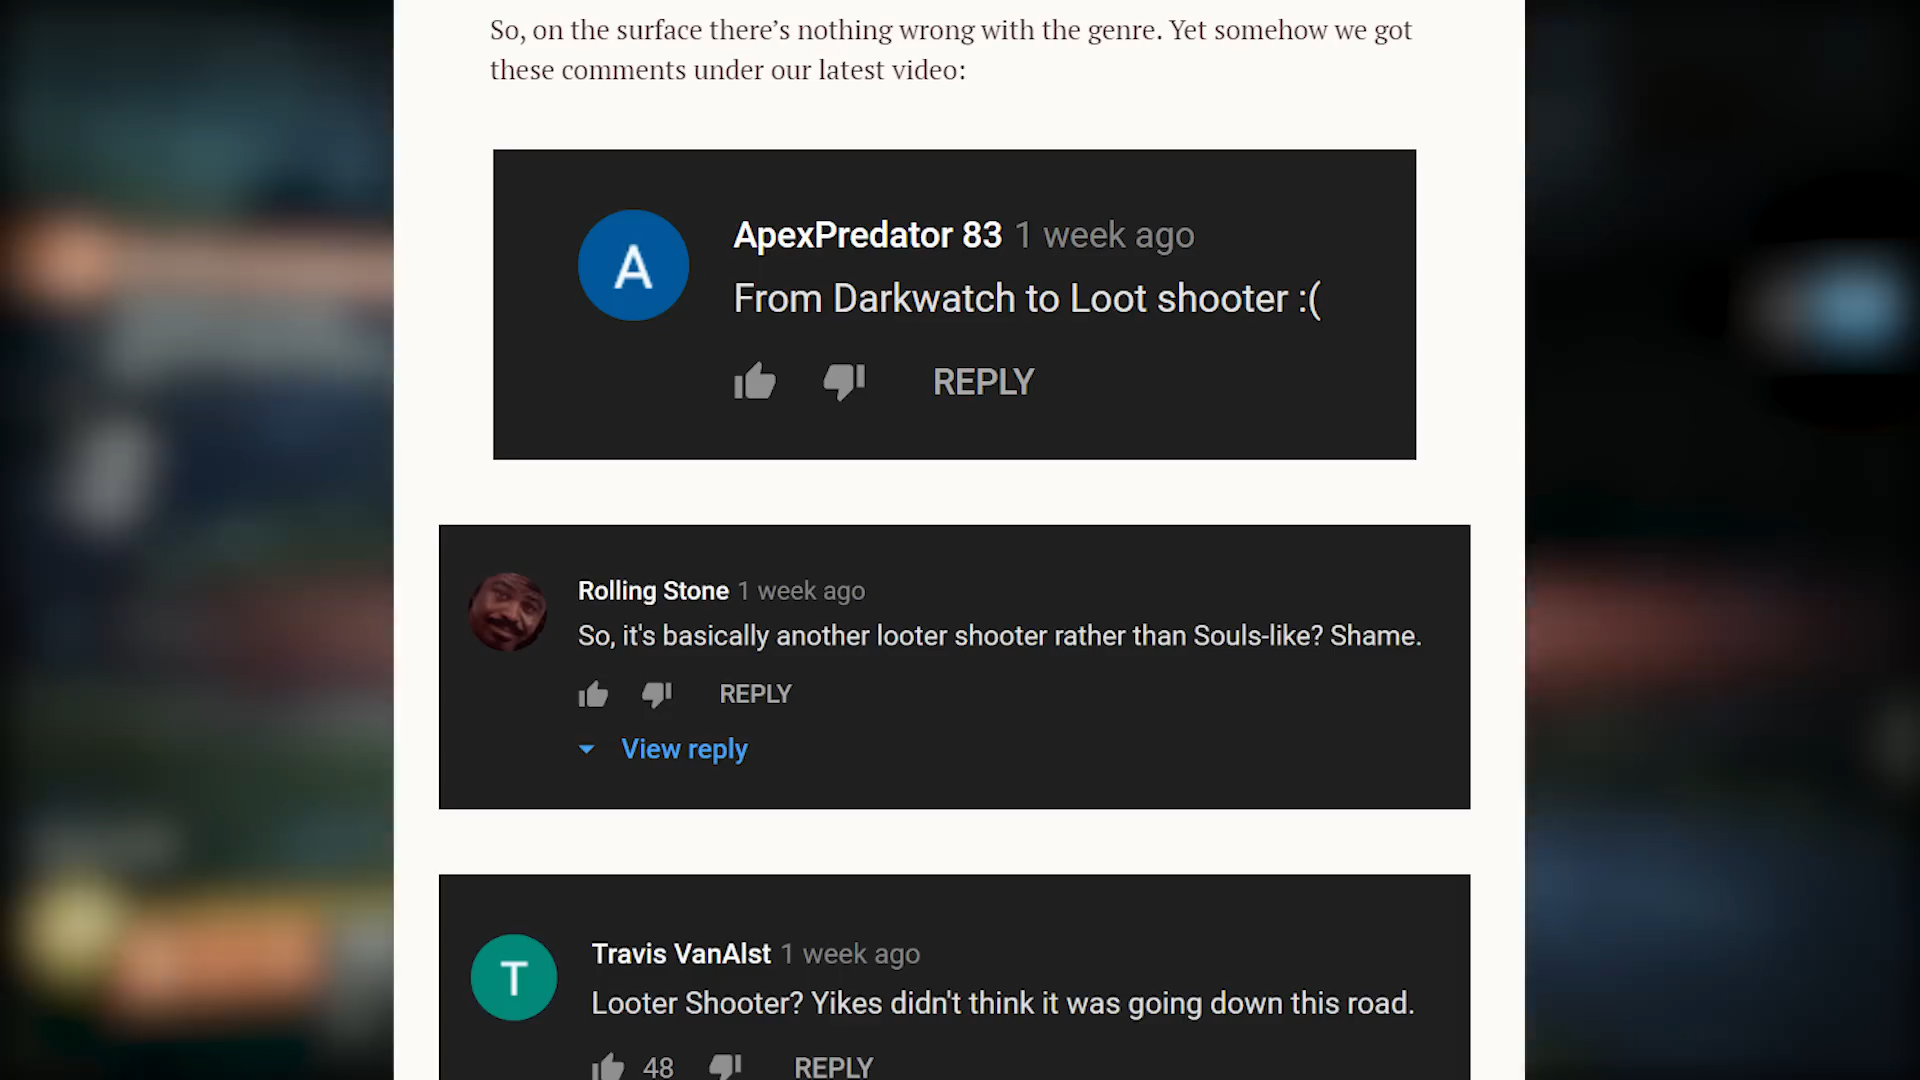 So, on the surface there’s nothing wrong with the genre. Yet somehow we got
these comments under our latest video:
A
ApexPredator 83 1 week ago
From Darkwatch to Loot shooter :(
REPLY
Rolling Stone 1 week ago
So, it's basically another looter shooter rather than Souls-like? Shame.
REPLY
View reply
T
Travis VanAlst 1 week ago
Looter Shooter? Yikes didn't think it was going down this road.
48 REPLY